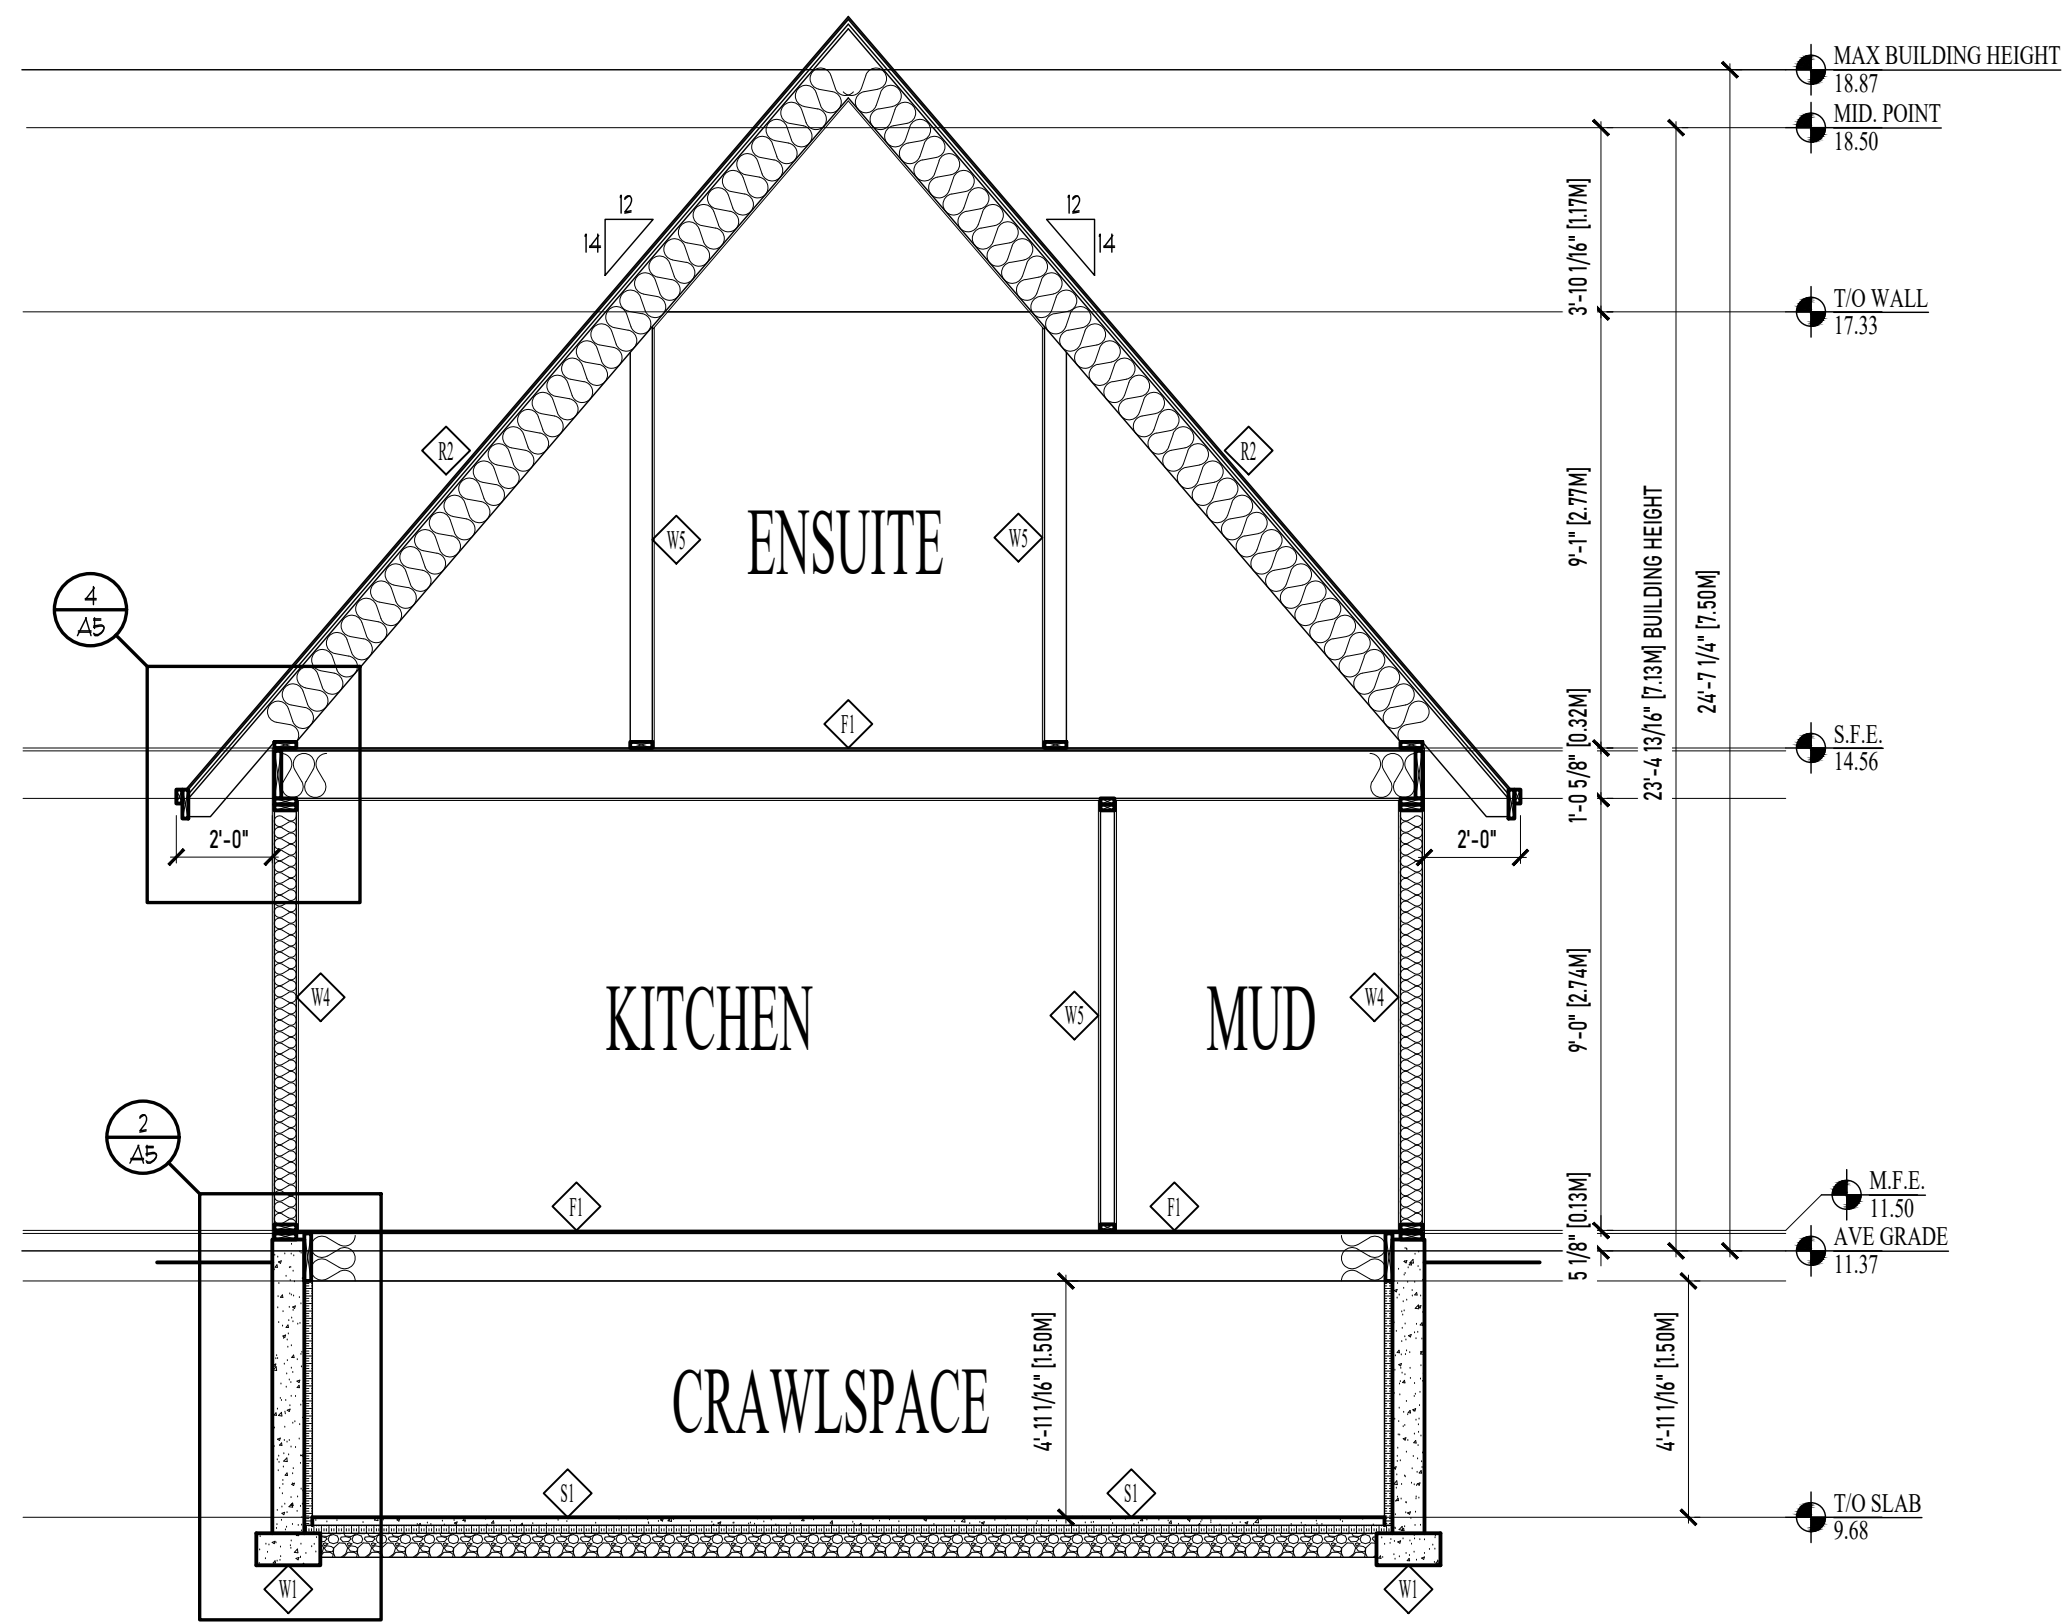 MAX BUILDING HEIGHT
18.87
MID. POINT
18.50
12
14
12
14
3'-10 1/16" [1.17M]
T/O WALL
17.33
R2
R2
9'-1" [2.77M]
W5
ENSUITE
W5
23'-4 13/16" [7.13M] BUILDING HEIGHT
24'-7 1/4" [7.50M]
4
A5
F1
1'-0 5/8" [0.32M]
S.F.E.
14.56
2'-0"
2'-0"
W4
KITCHEN
W5
MUD
W4
9'-0" [2.74M]
2
A5
F1
F1
5 1/8" [0.13M]
M.F.E.
11.50
AVE GRADE
11.37
CRAWLSPACE
4'-11 1/16" [1.50M]
4'-11 1/16" [1.50M]
S1
S1
T/O SLAB
9.68
W1
W1